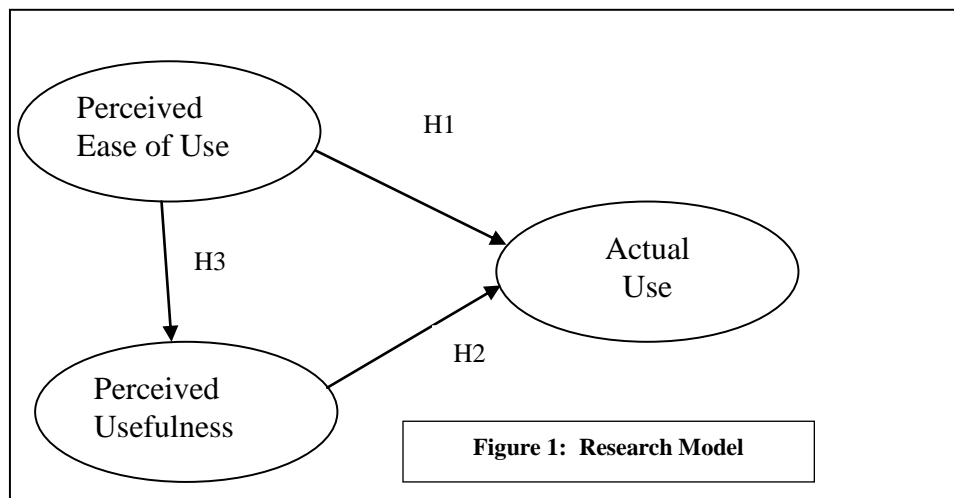 Perceived
Ease of Use
H1
Actual
Use
H3
H2
Perceived
Usefulness
Figure 1: Research Model